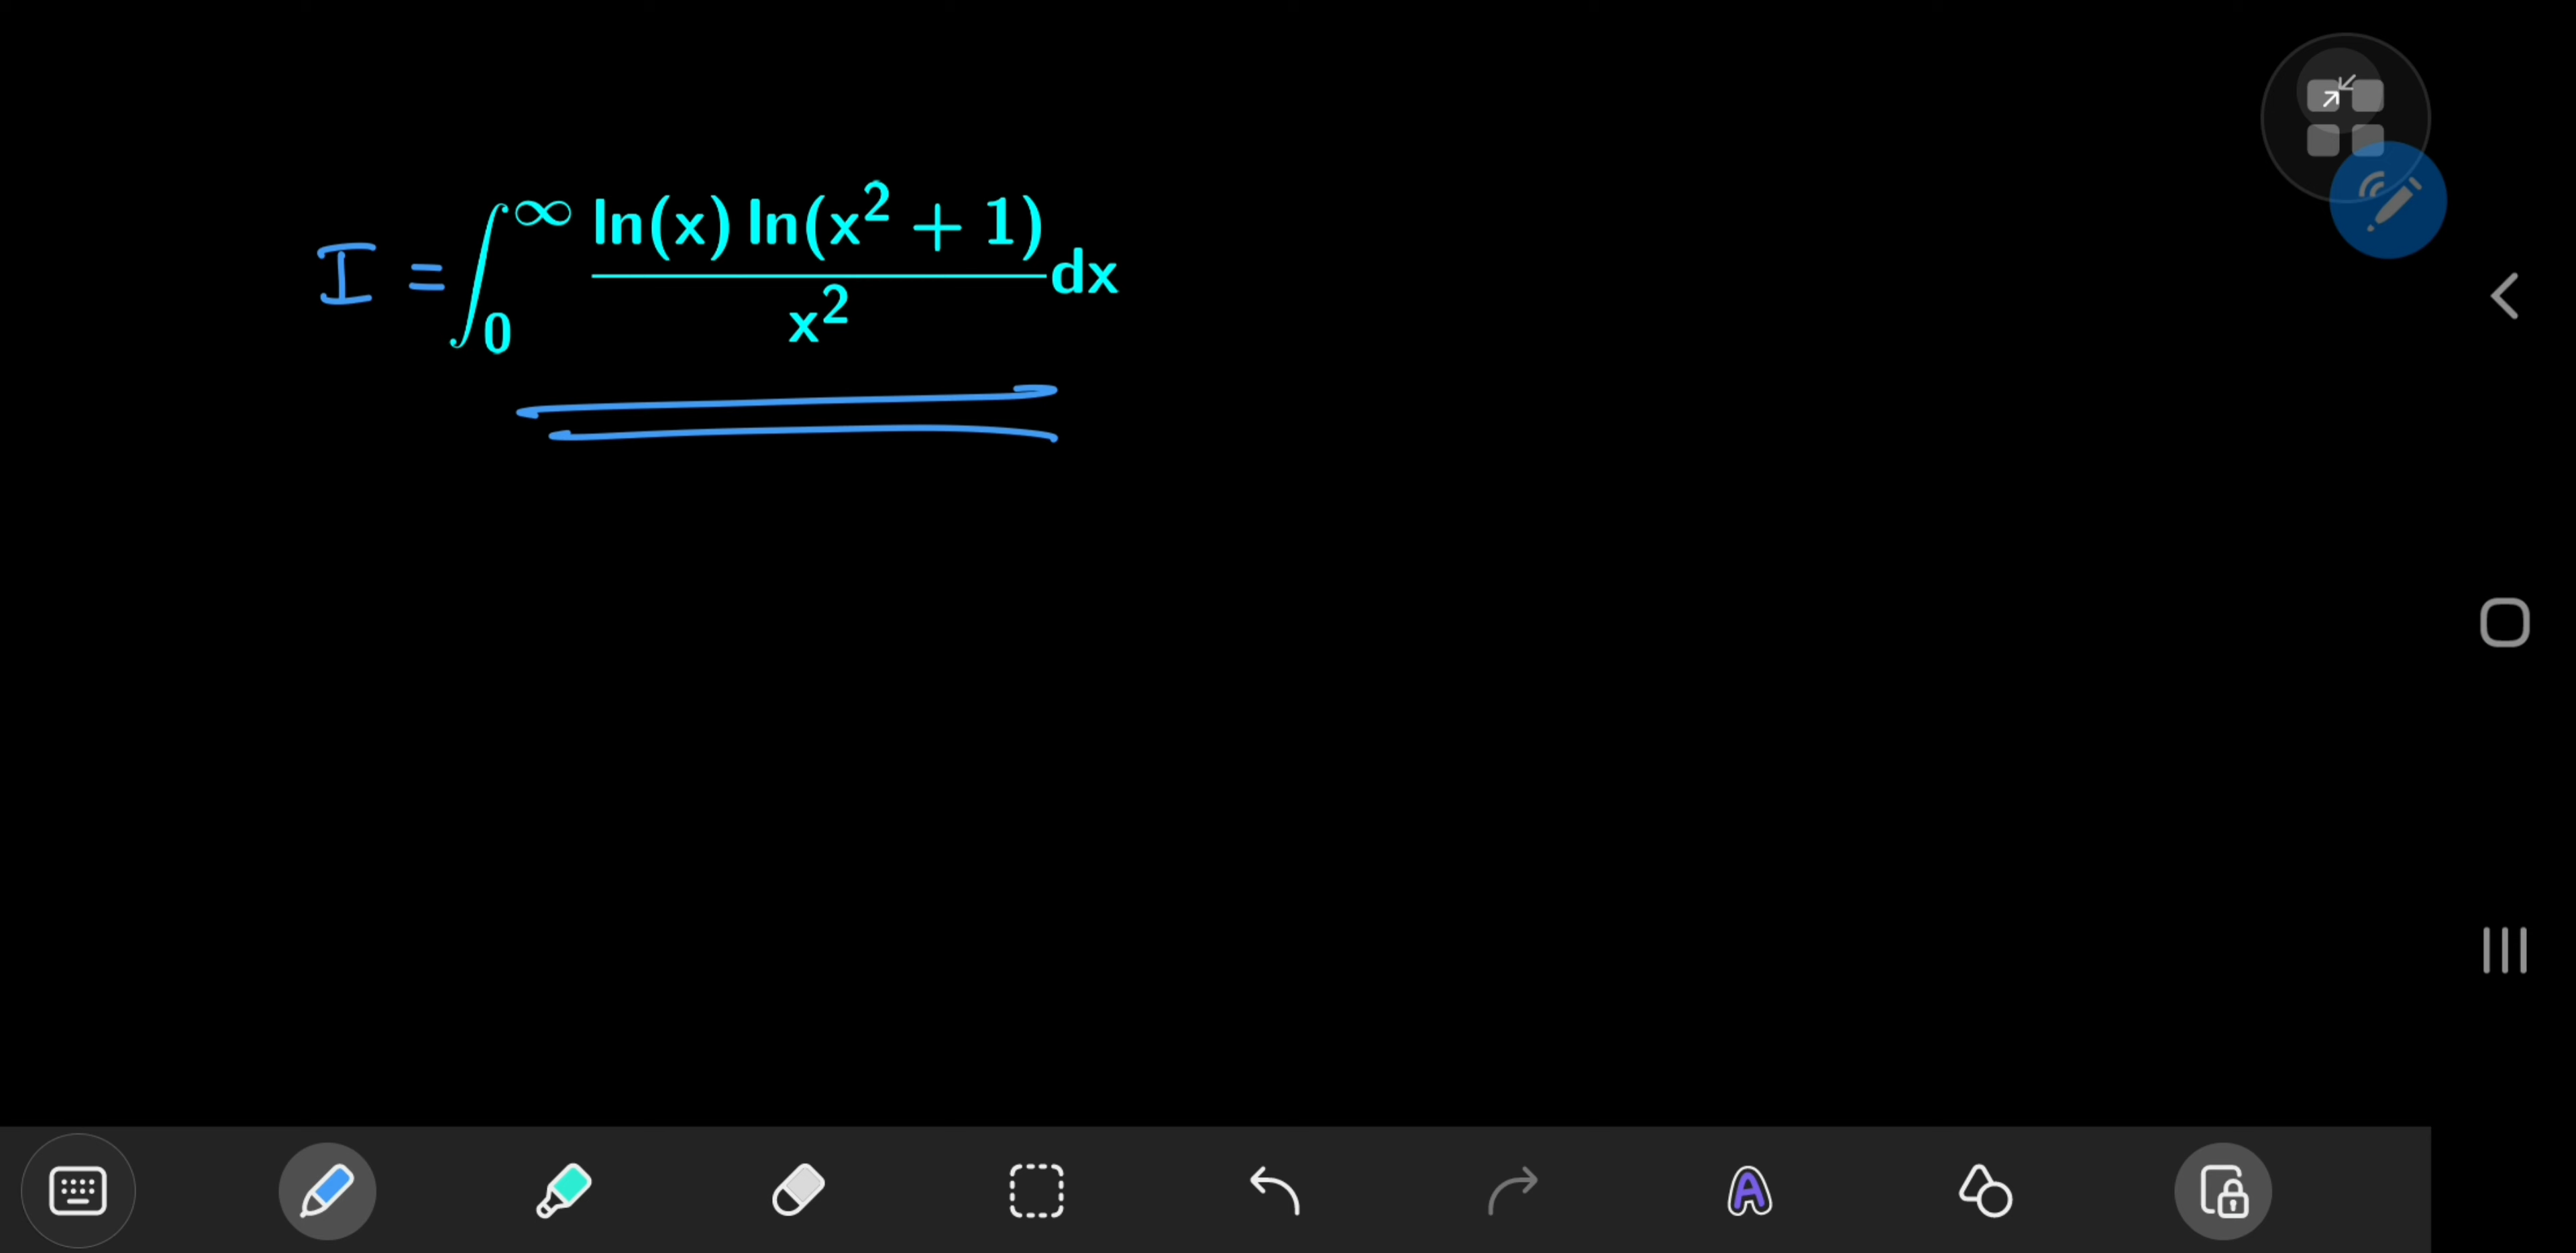 I = ∫₀^∞ ln(x) ln(x² + 1) / x² dx
A